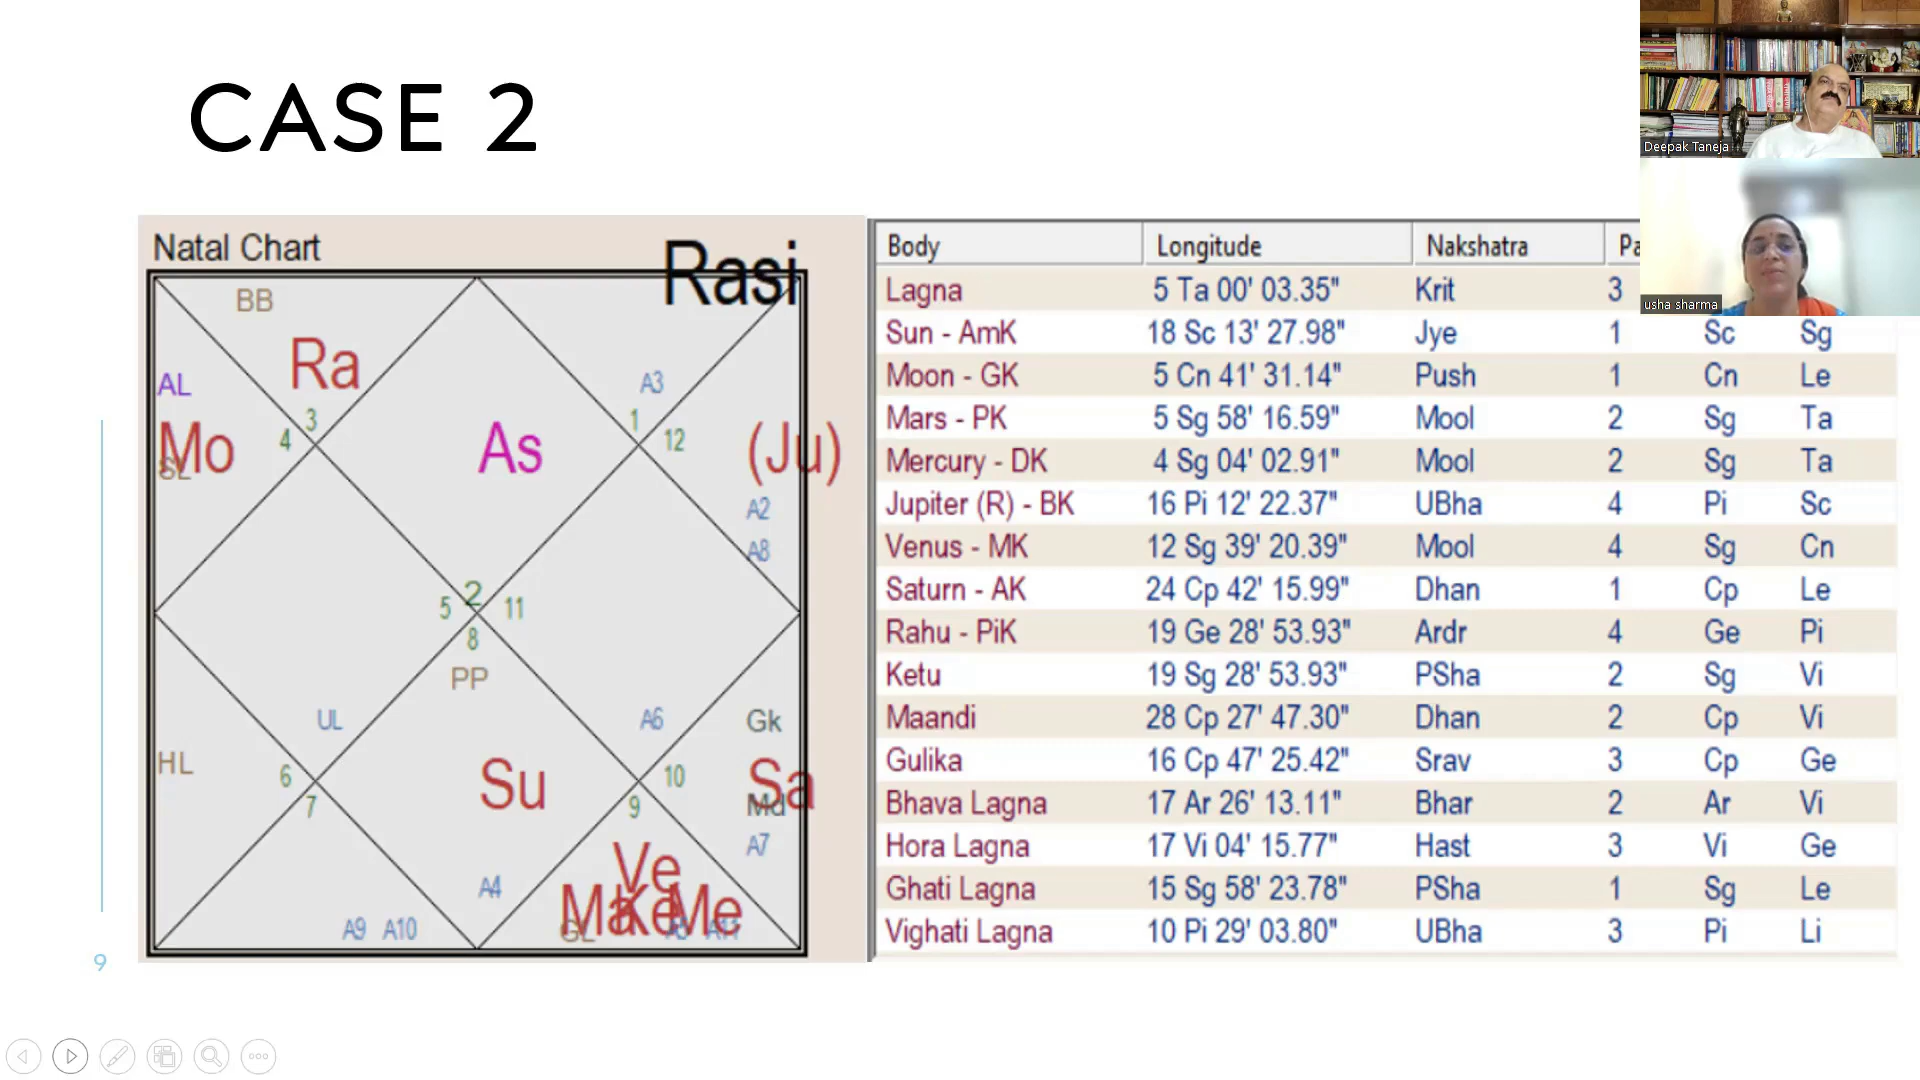 CASE 2
Natal Chart
Rasi
BB
Ra
AL
Mo
SL
3
4
As
A3
1
12
(Ju)
A2
A8
2
5
11
8
PP
UL
HL
6
7
Su
A4
A9 A10
A6
Gk
10
9
Sa
Md
A7
Ve
Ma Ke Me
GL
A11
Body Longitude Nakshatra Pa
Lagna 5 Ta 00' 03.35" Krit 3
Sun - AmK 18 Sc 13' 27.98" Jye 1 Sc Sg
Moon - GK 5 Cn 41' 31.14" Push 1 Cn Le
Mars - PK 5 Sg 58' 16.59" Mool 2 Sg Ta
Mercury - DK 4 Sg 04' 02.91" Mool 2 Sg Ta
Jupiter (R) - BK 16 Pi 12' 22.37" UBha 4 Pi Sc
Venus - MK 12 Sg 39' 20.39" Mool 4 Sg Cn
Saturn - AK 24 Cp 42' 15.99" Dhan 1 Cp Le
Rahu - PiK 19 Ge 28' 53.93" Ardr 4 Ge Pi
Ketu 19 Sg 28' 53.93" PSha 2 Sg Vi
Maandi 28 Cp 27' 47.30" Dhan 2 Cp Vi
Gulika 16 Cp 47' 25.42" Srav 3 Cp Ge
Bhava Lagna 17 Ar 26' 13.11" Bhar 2 Ar Vi
Hora Lagna 17 Vi 04' 15.77" Hast 3 Vi Ge
Ghati Lagna 15 Sg 58' 23.78" PSha 1 Sg Le
Vighati Lagna 10 Pi 29' 03.80" UBha 3 Pi Li
Deepak Taneja
usha sharma
9